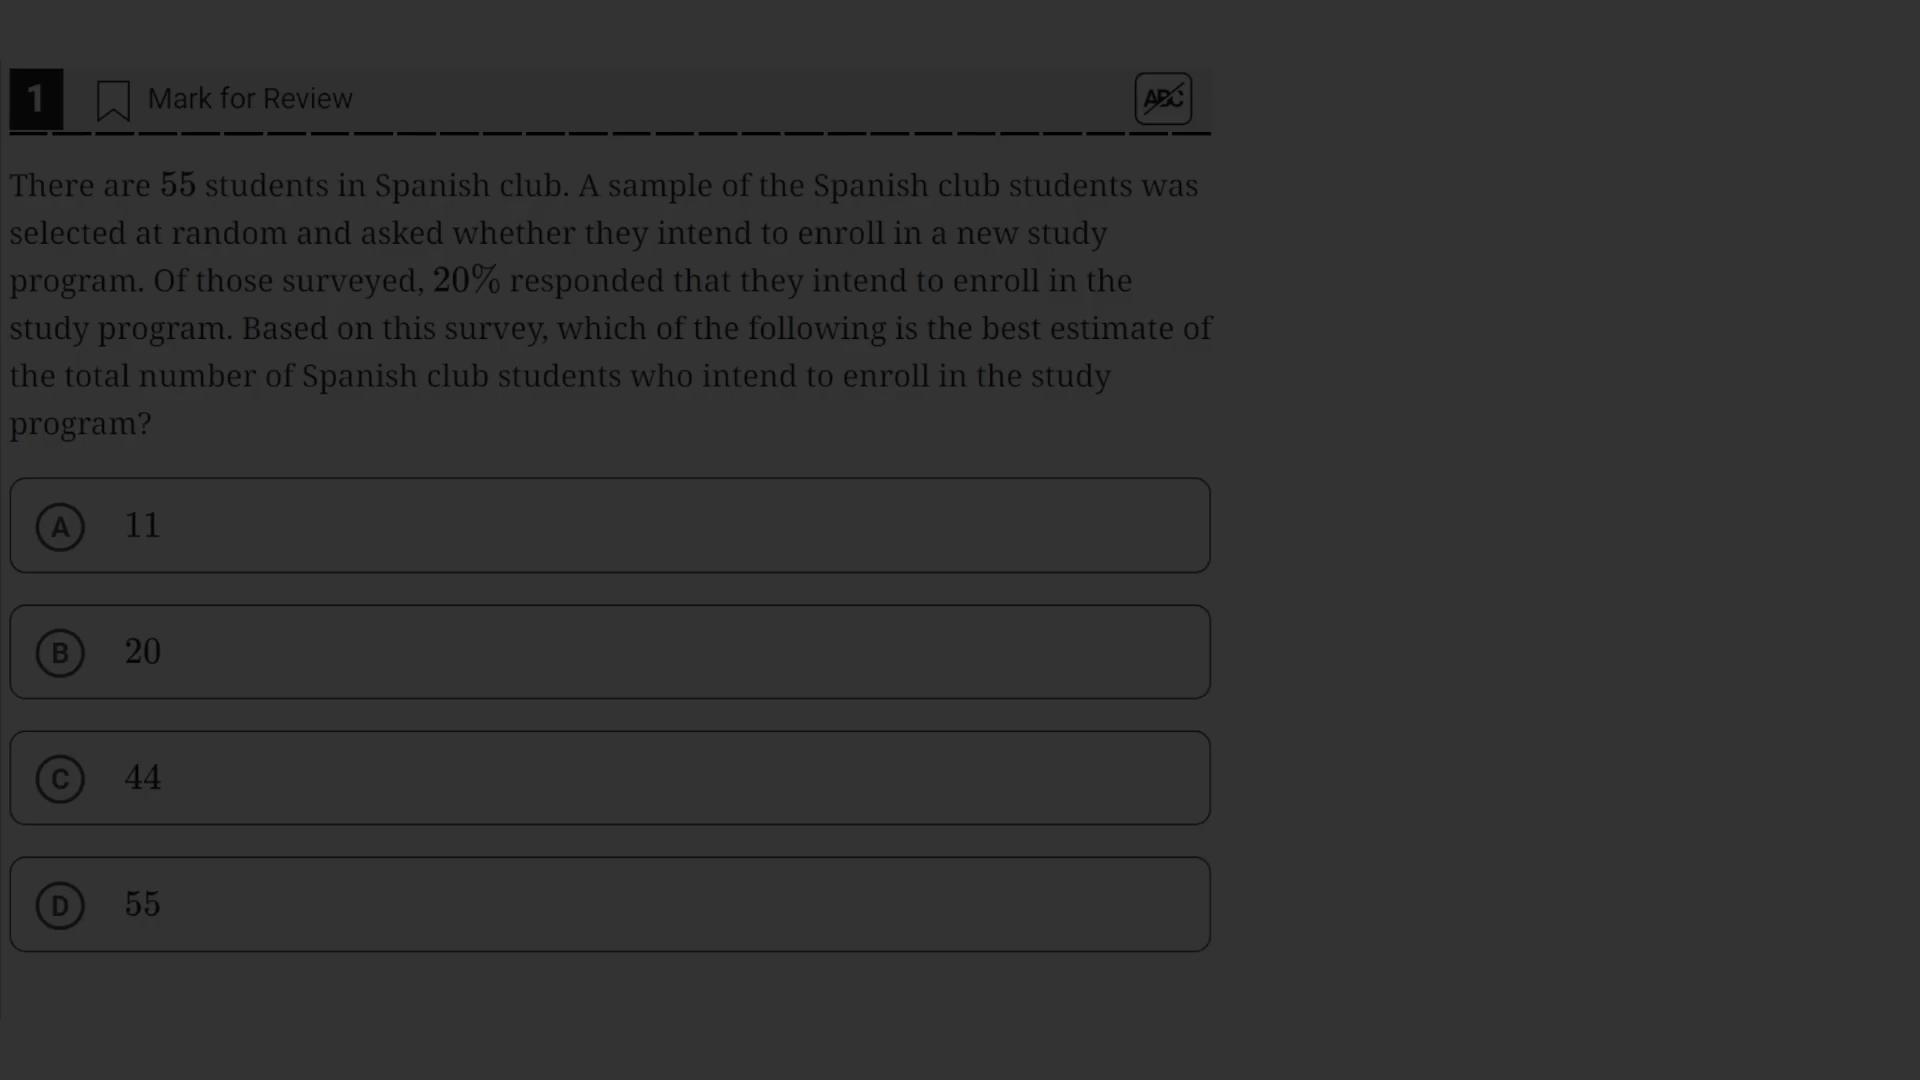 1 Mark for Review ABC
There are 55 students in Spanish club. A sample of the Spanish club students was
selected at random and asked whether they intend to enroll in a new study
program. Of those surveyed, 20% responded that they intend to enroll in the
study program. Based on this survey, which of the following is the best estimate of
the total number of Spanish club students who intend to enroll in the study
program?
A 11
B 20
C 44
D 55